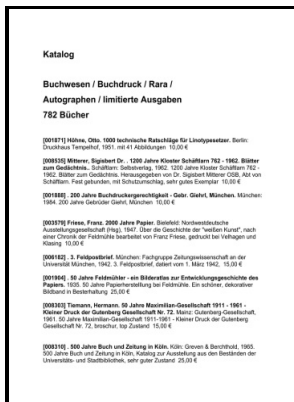 Katalog
Buchwesen / Buchdruck / Rara /
Autographen / limitierte Ausgaben
782 Bücher
[001871] Höhne, Otto. 1000 technische Ratschläge für Linotypesetzer. Berlin:
Druckhaus Tempelhof, 1951. mit 41 Abbildungen 10,00 €
[008535] Mitterer, Sigisbert Dr. . 1200 Jahre Kloster Schäftlarn 762 - 1962. Blätter
zum Gedächtnis.. Schäftlarn: Selbstverlag, 1962. 1200 Jahre Kloster Schäftlarn 762 -
1962. Blätter zum Gedächtnis. Herausgegeben von Dr. Sigisbert Mitterer OSB, Abt von
Schäftlarn. Fest gebunden, mit Schutzumschlag, sehr gutes Exemplar 10,00 €
[001888] . 200 Jahre Buchdruckergerechtigkeit - Gebr. Giehrl, München. München:
1984. 200 Jahre Gebrüder Giehrl, München 10,00 €
[003579] Friese, Franz. 2000 Jahre Papier. Bielefeld: Nordwestdeutsche
Ausstellungsgesellschaft (Hsg), 1947. Über die Geschichte der "weißen Kunst", nach
einer Chronik der Feldmühle bearbeitet von Franz Friese, gedruckt bei Velhagen und
Klasing 10,00 €
[006182] . 3. Feldpostbrief. München: Fachgruppe Zeitungswissenschaft an der
Universität München, 1942. 3. Feldpostbrief, datiert vom 1. März 1942, 15,00 €
[001904] . 50 Jahre Feldmühler - ein Bilderatlas zur Entwicklungsgeschichte des
Papiers. 1935. 50 Jahre Papierherstellung bei Feldmühle. Ein schöner, dekorativer
Bildband in Besterhaltung 25,00 €
[008303] Tiemann, Hermann. 50 Jahre Maximilian-Gesellschaft 1911 - 1961 -
Kleiner Druck der Gutenberg Gesellschaft Nr. 72. Mainz: Gutenberg-Gesellschaft,
1961. 50 Jahre Maximilian-Gesellschaft 1911-1961 - Kleiner Druck der Gutenberg
Gesellschaft Nr. 72, broschur, top Zustand 15,00 €
[008310] . 500 Jahre Buch und Zeitung in Köln. Köln: Greven & Berchthold, 1965.
500 Jahre Buch und Zeitung in Köln, Katalog zur Ausstellung aus den Beständen der
Universitäts- und Stadtbibliothek, sehr guter Zustand 25,00 €